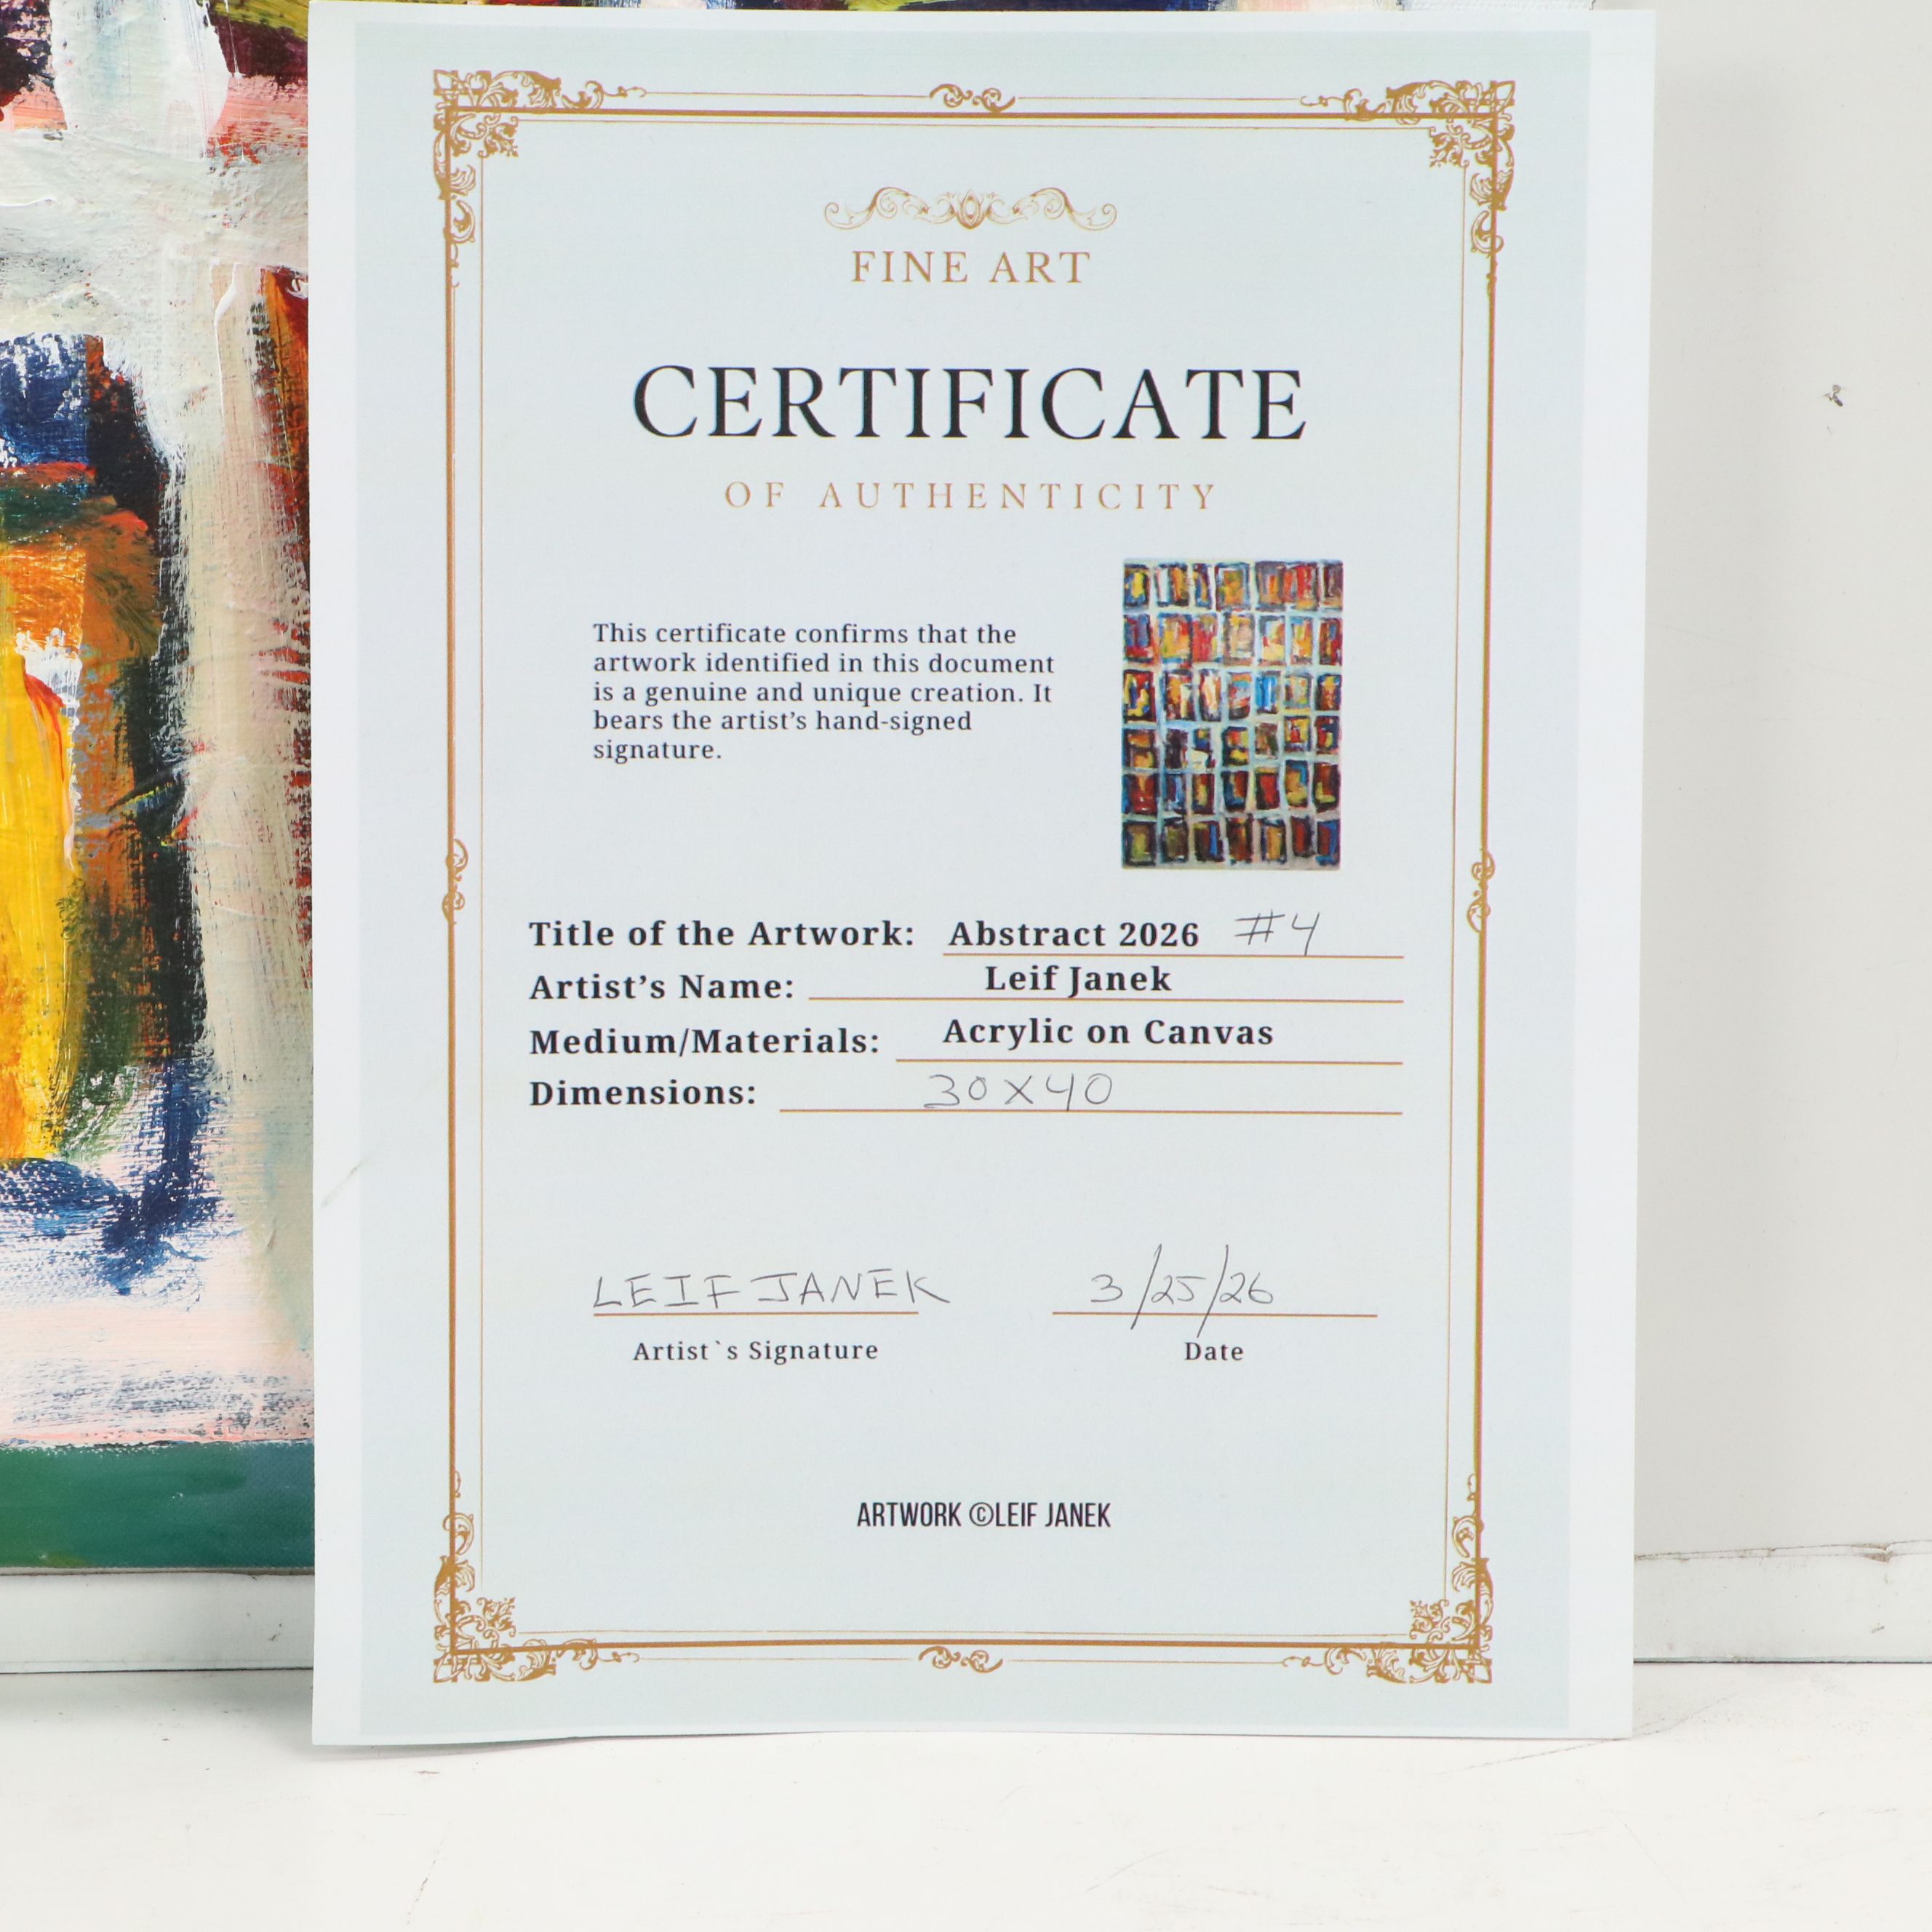 FINE ART
CERTIFICATE
OF AUTHENTICITY
This certificate confirms that the
artwork identified in this document
is a genuine and unique creation. It
bears the artist’s hand-signed
signature.
Title of the Artwork: Abstract 2026 #4
Artist’s Name: Leif Janek
Medium/Materials: Acrylic on Canvas
Dimensions: 30X40
LEIF JANEK 3/25/26
Artist`s Signature Date
ARTWORK ©LEIF JANEK